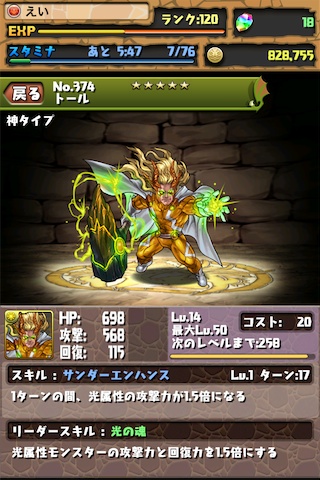 えい
ランク:120
18
EXP
スタミナ あと 5:47 7/76
828,755
戻る
No.374
トール
★★★★★
神タイプ
HP: 698
攻撃: 568
回復: 115
Lv.14
最大Lv.50
次のレベルまで:258
コスト: 20
スキル:サンダーエンハンス Lv.1 ターン:17
1ターンの間、光属性の攻撃力が1.5倍になる
リーダースキル:光の魂
光属性モンスターの攻撃力と回復力を1.5倍にする